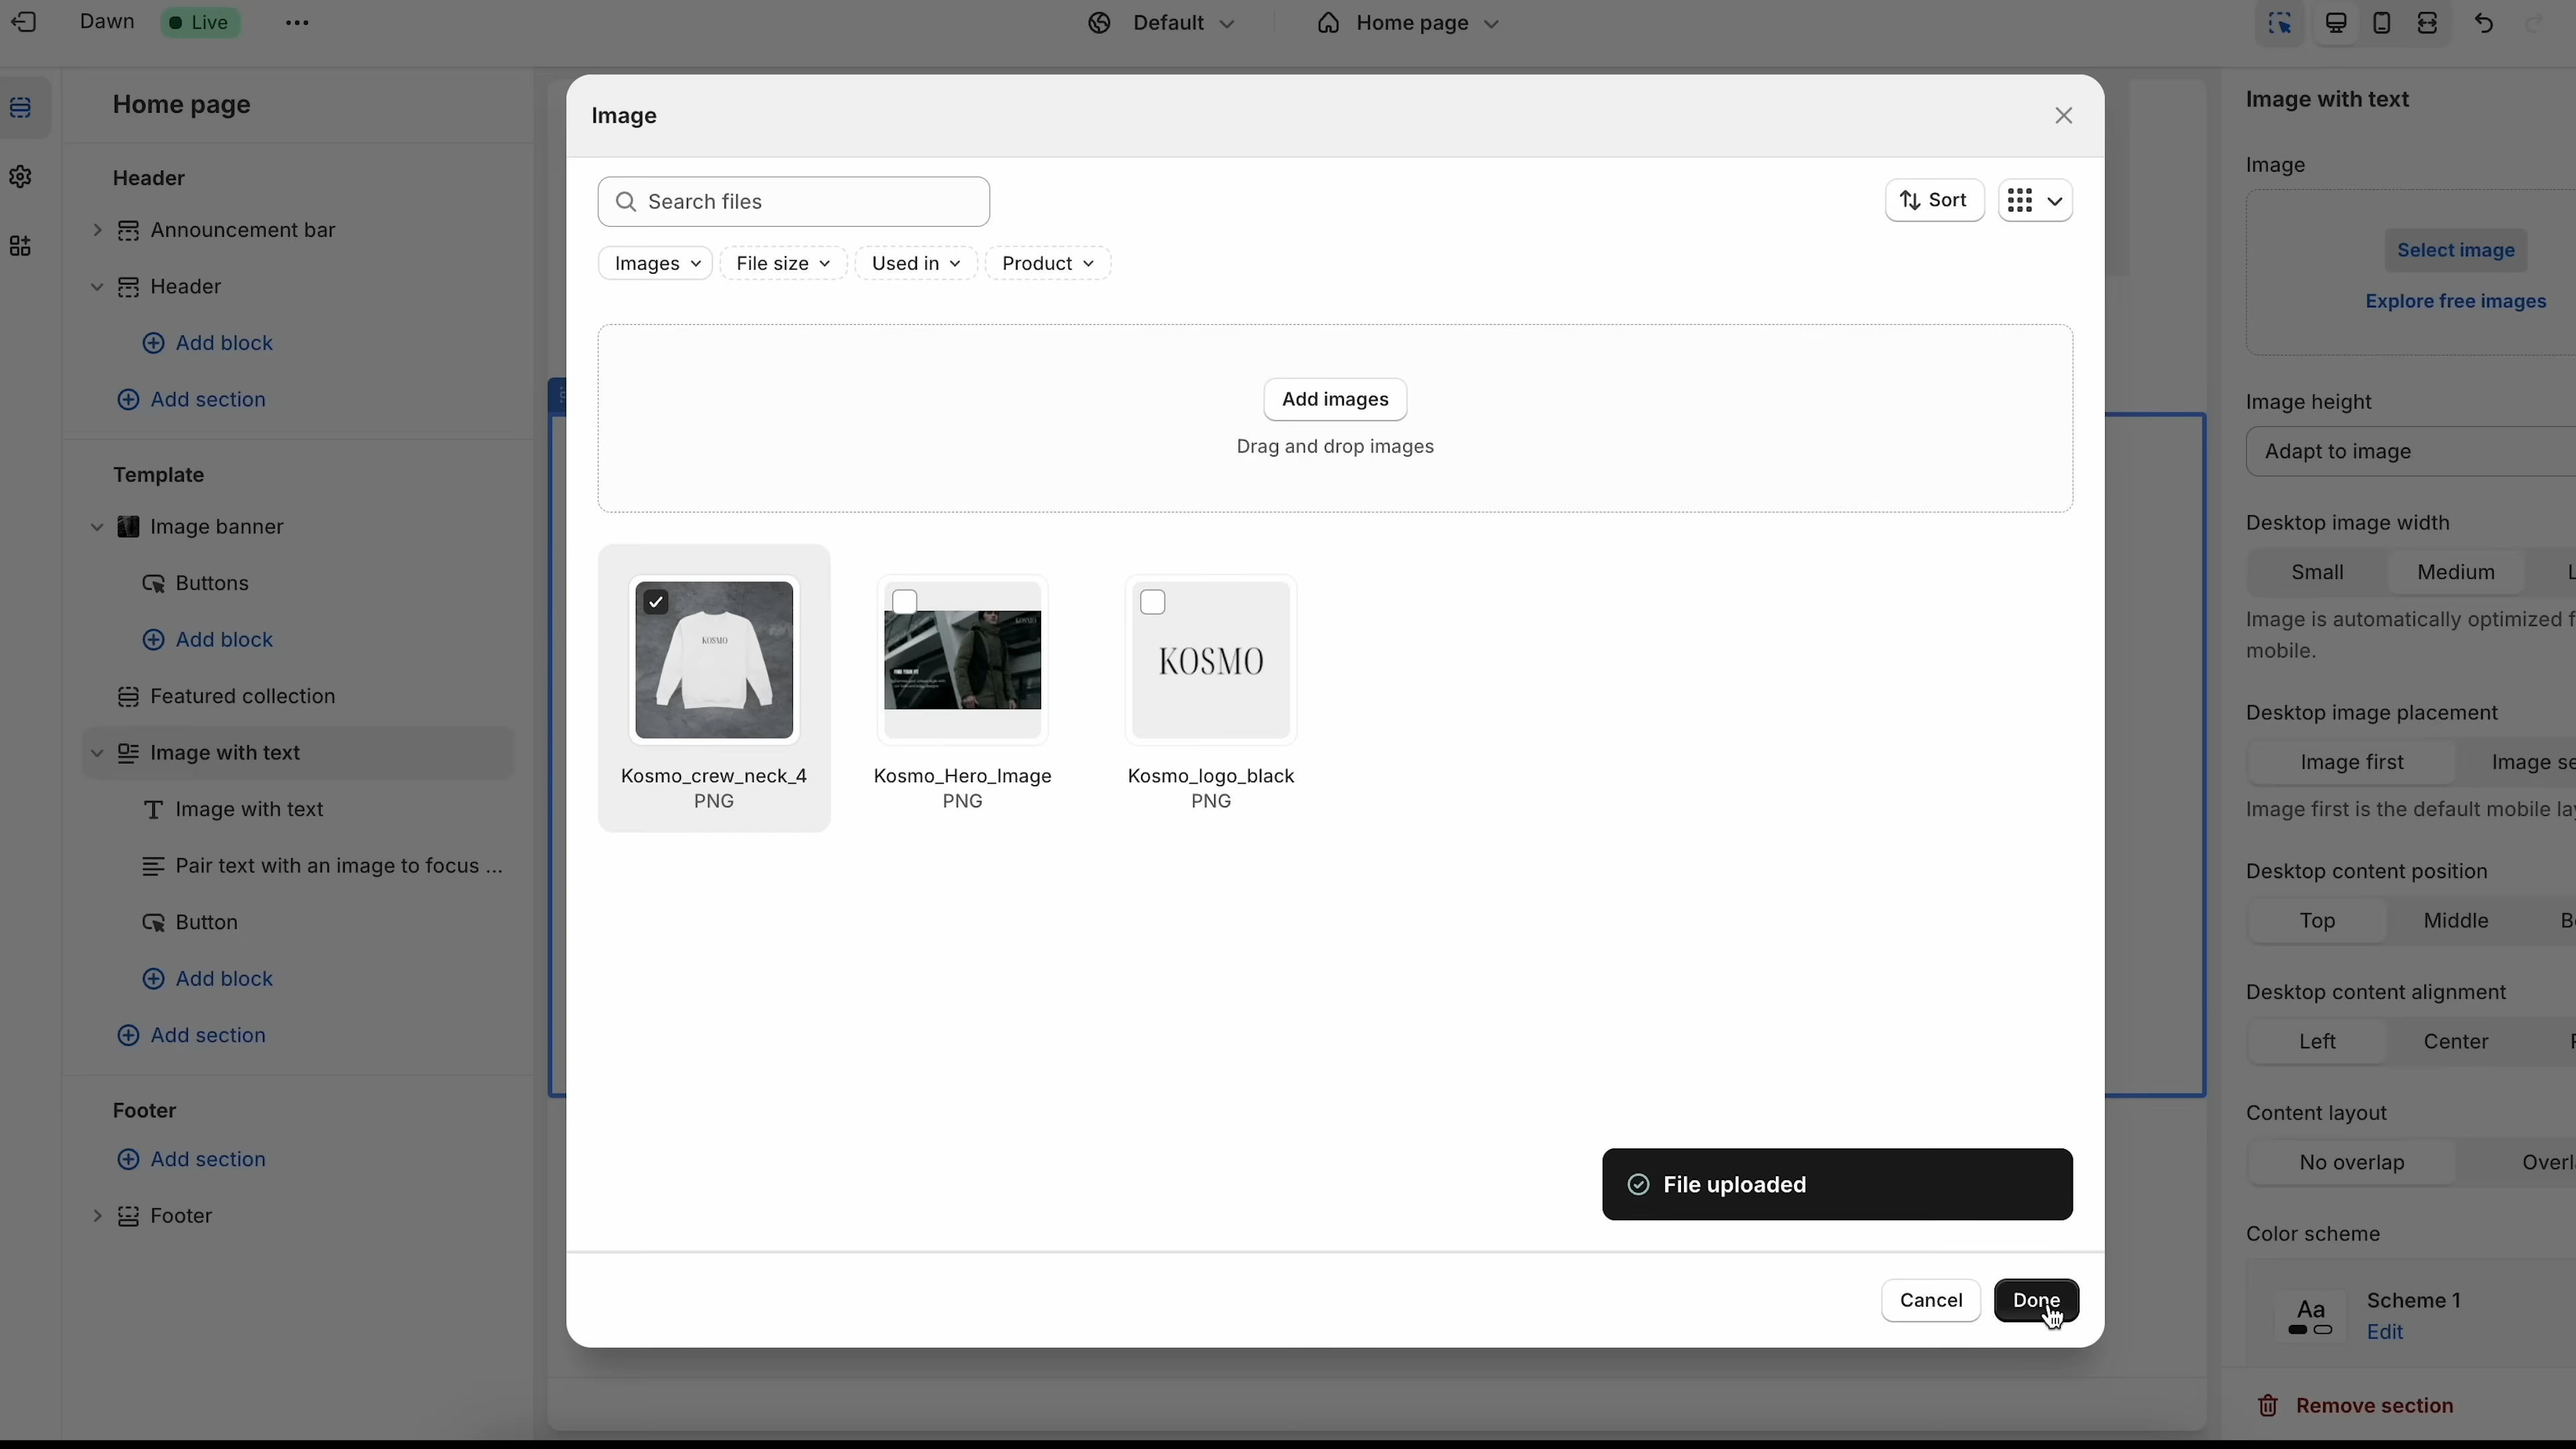 Dawn
Live
Default
Home page
Home page
Header
Announcement bar
Header
Add block
Add section
Template
Image banner
Buttons
Add block
Featured collection
Image with text
Image with text
Pair text with an image to focus ...
Button
Add block
Add section
Footer
Add section
Footer
Image
Search files
Sort
Images
File size
Used in
Product
Add images
Drag and drop images
KOSMO
KOSMO
KOSMO
Kosmo_crew_neck_4
PNG
Kosmo_Hero_Image
PNG
Kosmo_logo_black
PNG
File uploaded
Cancel
Done
Image with text
Image
Select image
Explore free images
Image height
Adapt to image
Desktop image width
Small
Medium
Image is automatically optimized f
mobile.
Desktop image placement
Image first
Image se
Image first is the default mobile la
Desktop content position
Top
Middle
Desktop content alignment
Left
Center
Content layout
No overlap
Overl
Color scheme
Aa
Scheme 1
Edit
Remove section